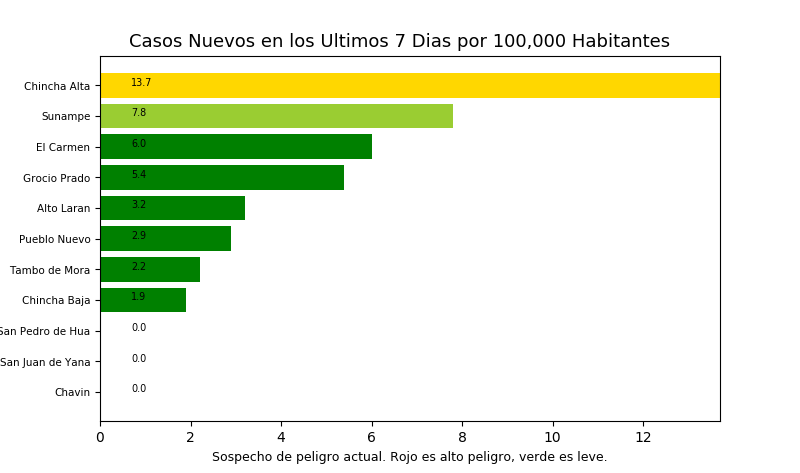 Casos Nuevos en los Ultimos 7 Dias por 100,000 Habitantes
Chincha Alta 13.7
Sunampe 7.8
El Carmen 6.0
Grocio Prado 5.4
Alto Laran 3.2
Pueblo Nuevo 2.9
Tambo de Mora 2.2
Chincha Baja 1.9
San Pedro de Hua 0.0
San Juan de Yana 0.0
Chavin 0.0
0 2 4 6 8 10 12
Sospecho de peligro actual. Rojo es alto peligro, verde es leve.